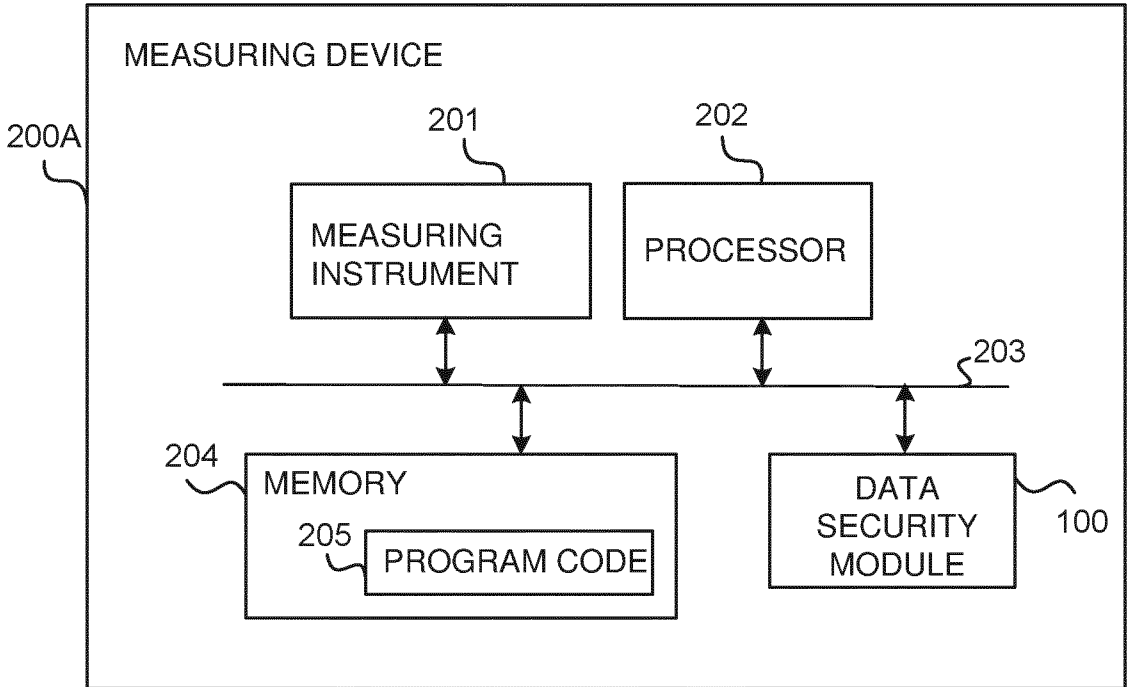 MEASURING DEVICE
200A
201
202
MEASURING
INSTRUMENT
PROCESSOR
203
204
MEMORY
205
PROGRAM CODE
DATA
SECURITY
MODULE
100